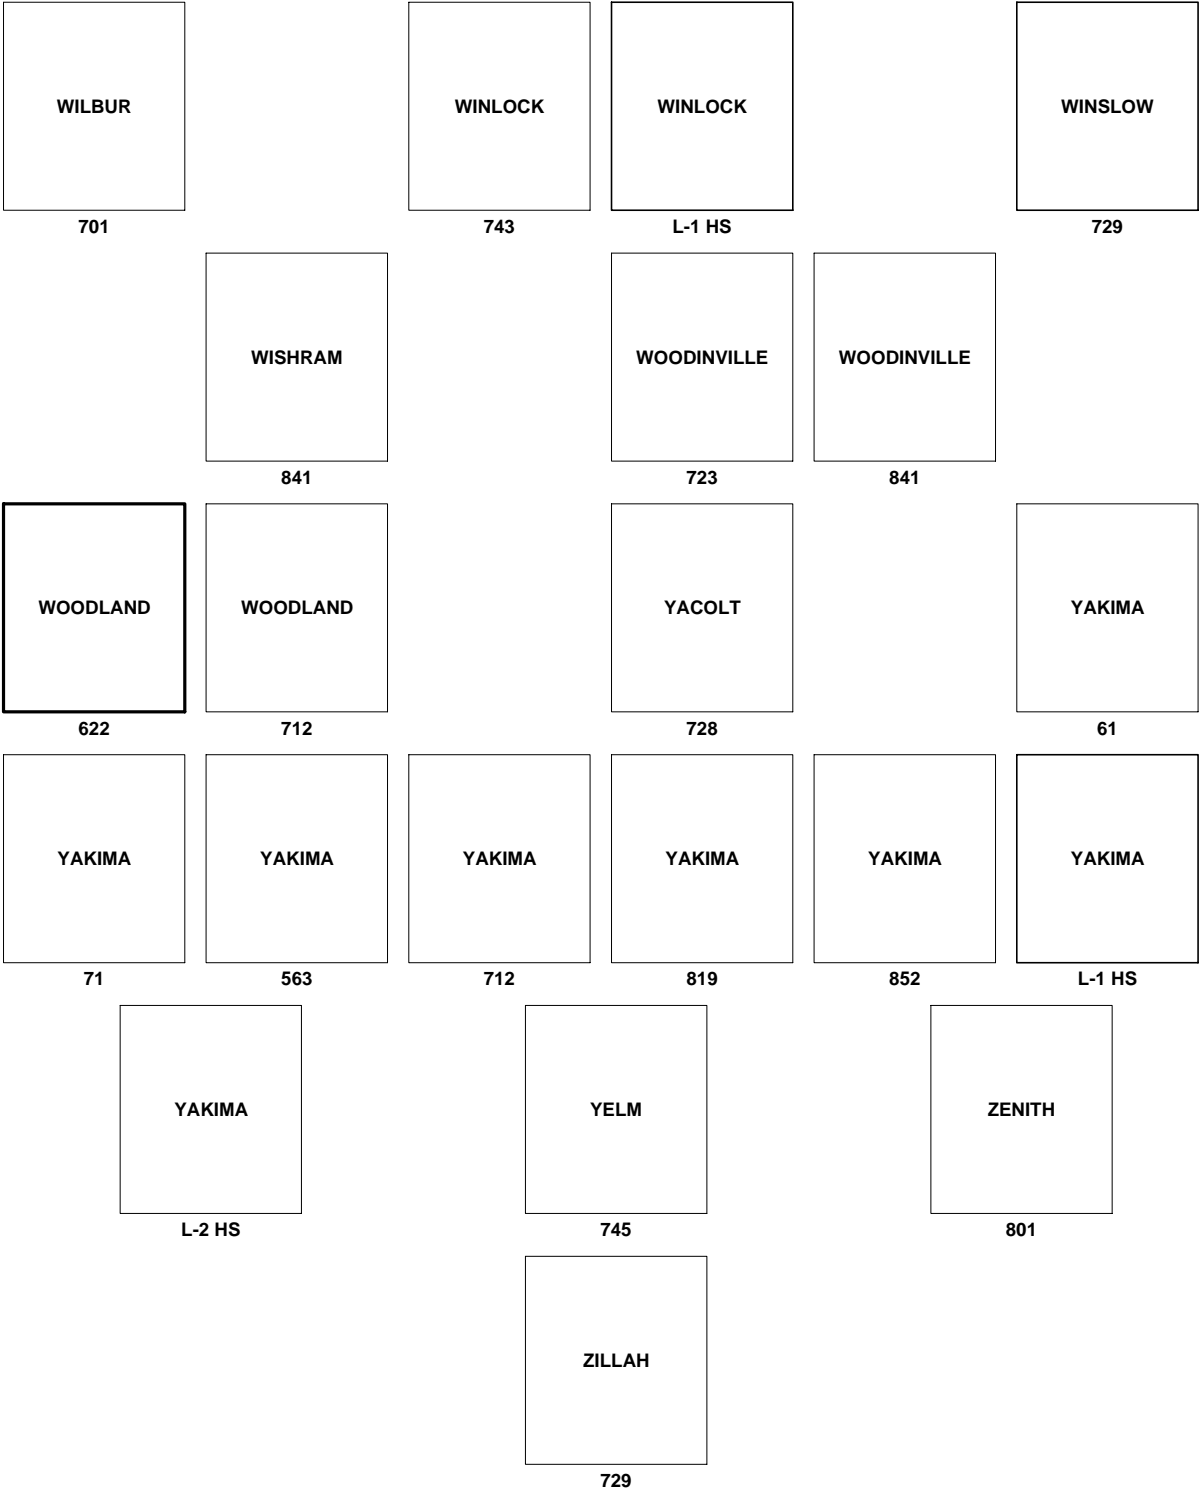 WILBUR WINLOCK WINLOCK WINSLOW
701 743 L-1 HS 729
WISHRAM WOODINVILLE WOODINVILLE
841 723 841
WOODLAND WOODLAND YACOLT YAKIMA
622 712 728 61
YAKIMA YAKIMA YAKIMA YAKIMA YAKIMA YAKIMA
71 563 712 819 852 L-1 HS
YAKIMA YELM ZENITH
L-2 HS 745 801
ZILLAH
729